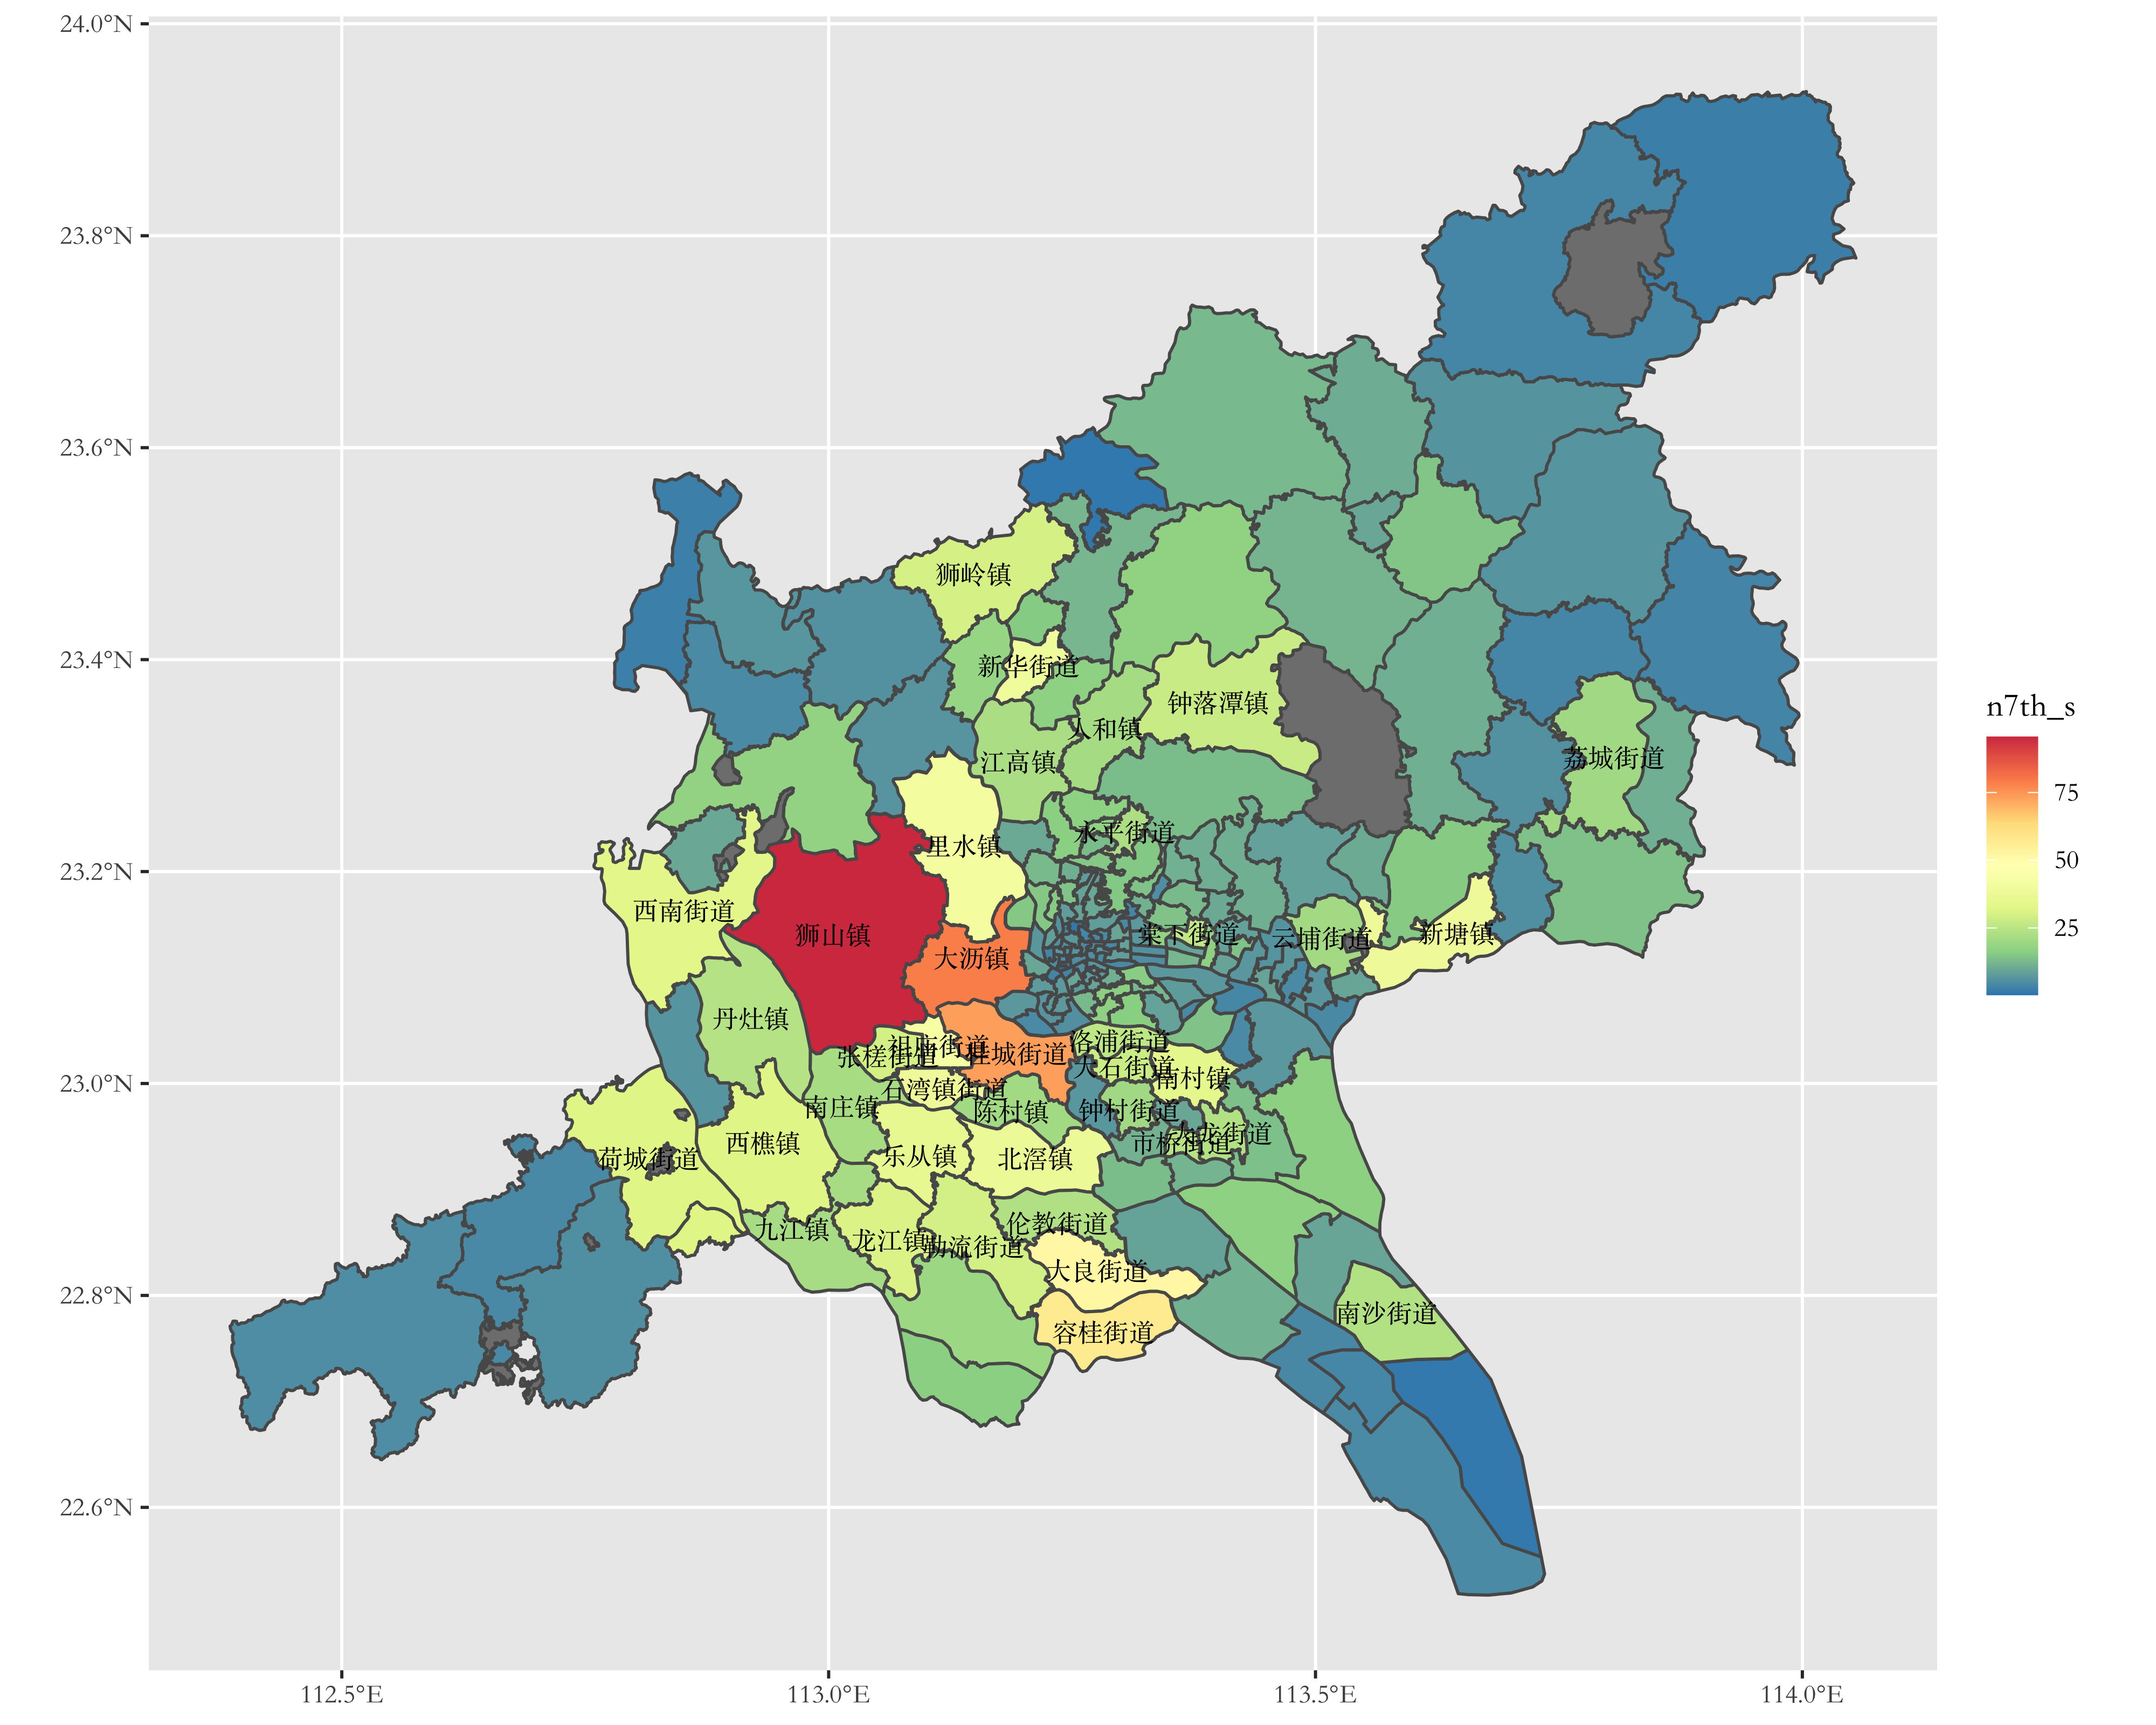 24.0°N
23.8°N
23.6°N
23.4°N
23.2°N
23.0°N
22.8°N
22.6°N
狮岭镇
新华街道
钟落潭镇
人和镇
江高镇
荔城街道
永平街道
里水镇
西南街道
狮山镇
大沥镇
棠下街道
云埔街道
新塘镇
丹灶镇
张槎街道
祖庙街道
桂城街道
洛浦街道
大石街道
南村镇
石湾镇街道
南庄镇
陈村镇
钟村街道
市桥街道
大龙街道
荷城街道
西樵镇
乐从镇
北滘镇
九江镇
龙江镇
勒流街道
伦教街道
大良街道
容桂街道
南沙街道
n7th_s
75
50
25
112.5°E
113.0°E
113.5°E
114.0°E